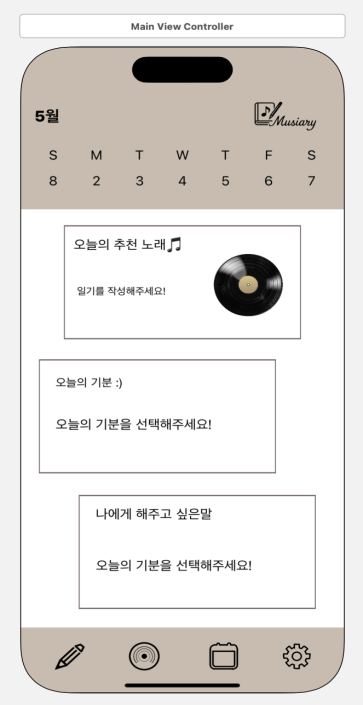 Main View Controller
5월
Musiary
S M T W T F S
8 2 3 4 5 6 7
오늘의 추천 노래🎵
일기를 작성해주세요!
오늘의 기분 :)
오늘의 기분을 선택해주세요!
나에게 해주고 싶은말
오늘의 기분을 선택해주세요!